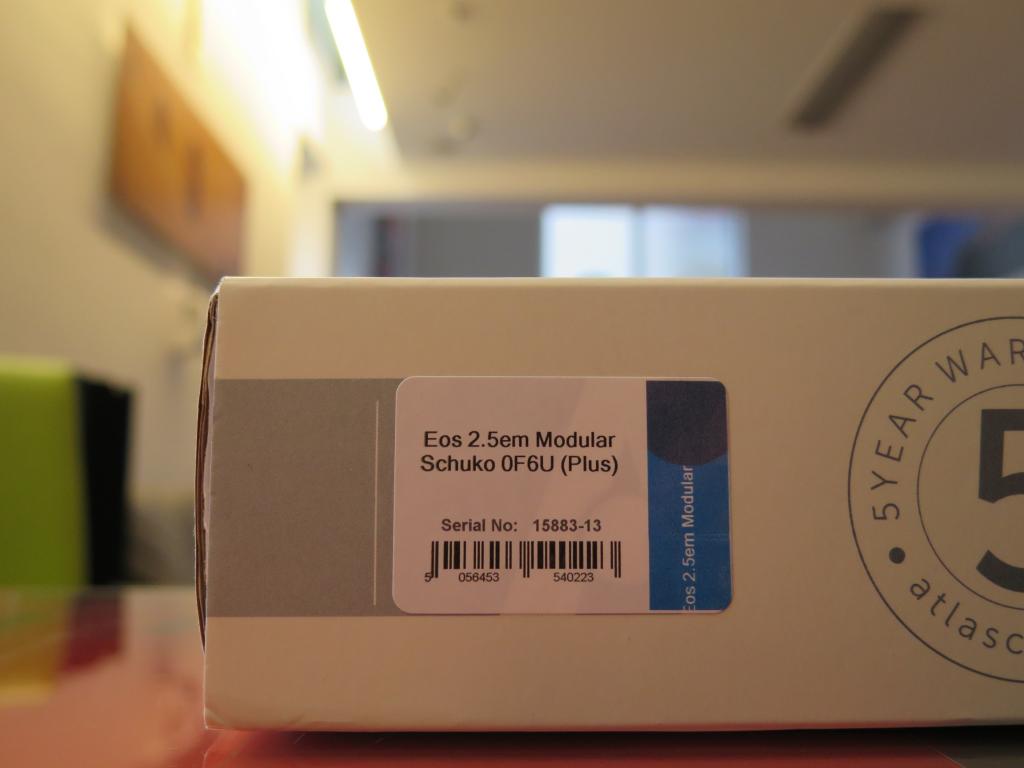 Eos 2.5em Modular
Schuko 0F6U (Plus)
Serial No: 15883-13
5 056453 540223
Eos 2.5em Modular
5 YEAR WAR
5
atlasc